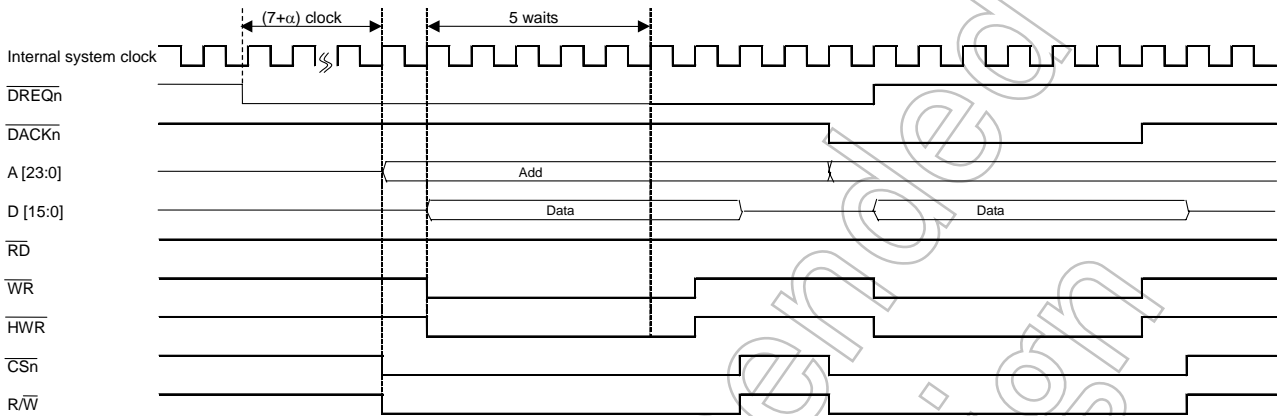 (7+α) clock
5 waits
Internal system clock
DREQn
DACKn
A [23:0]
Add
D [15:0]
Data
Data
RD
WR
HWR
CSn
R/W